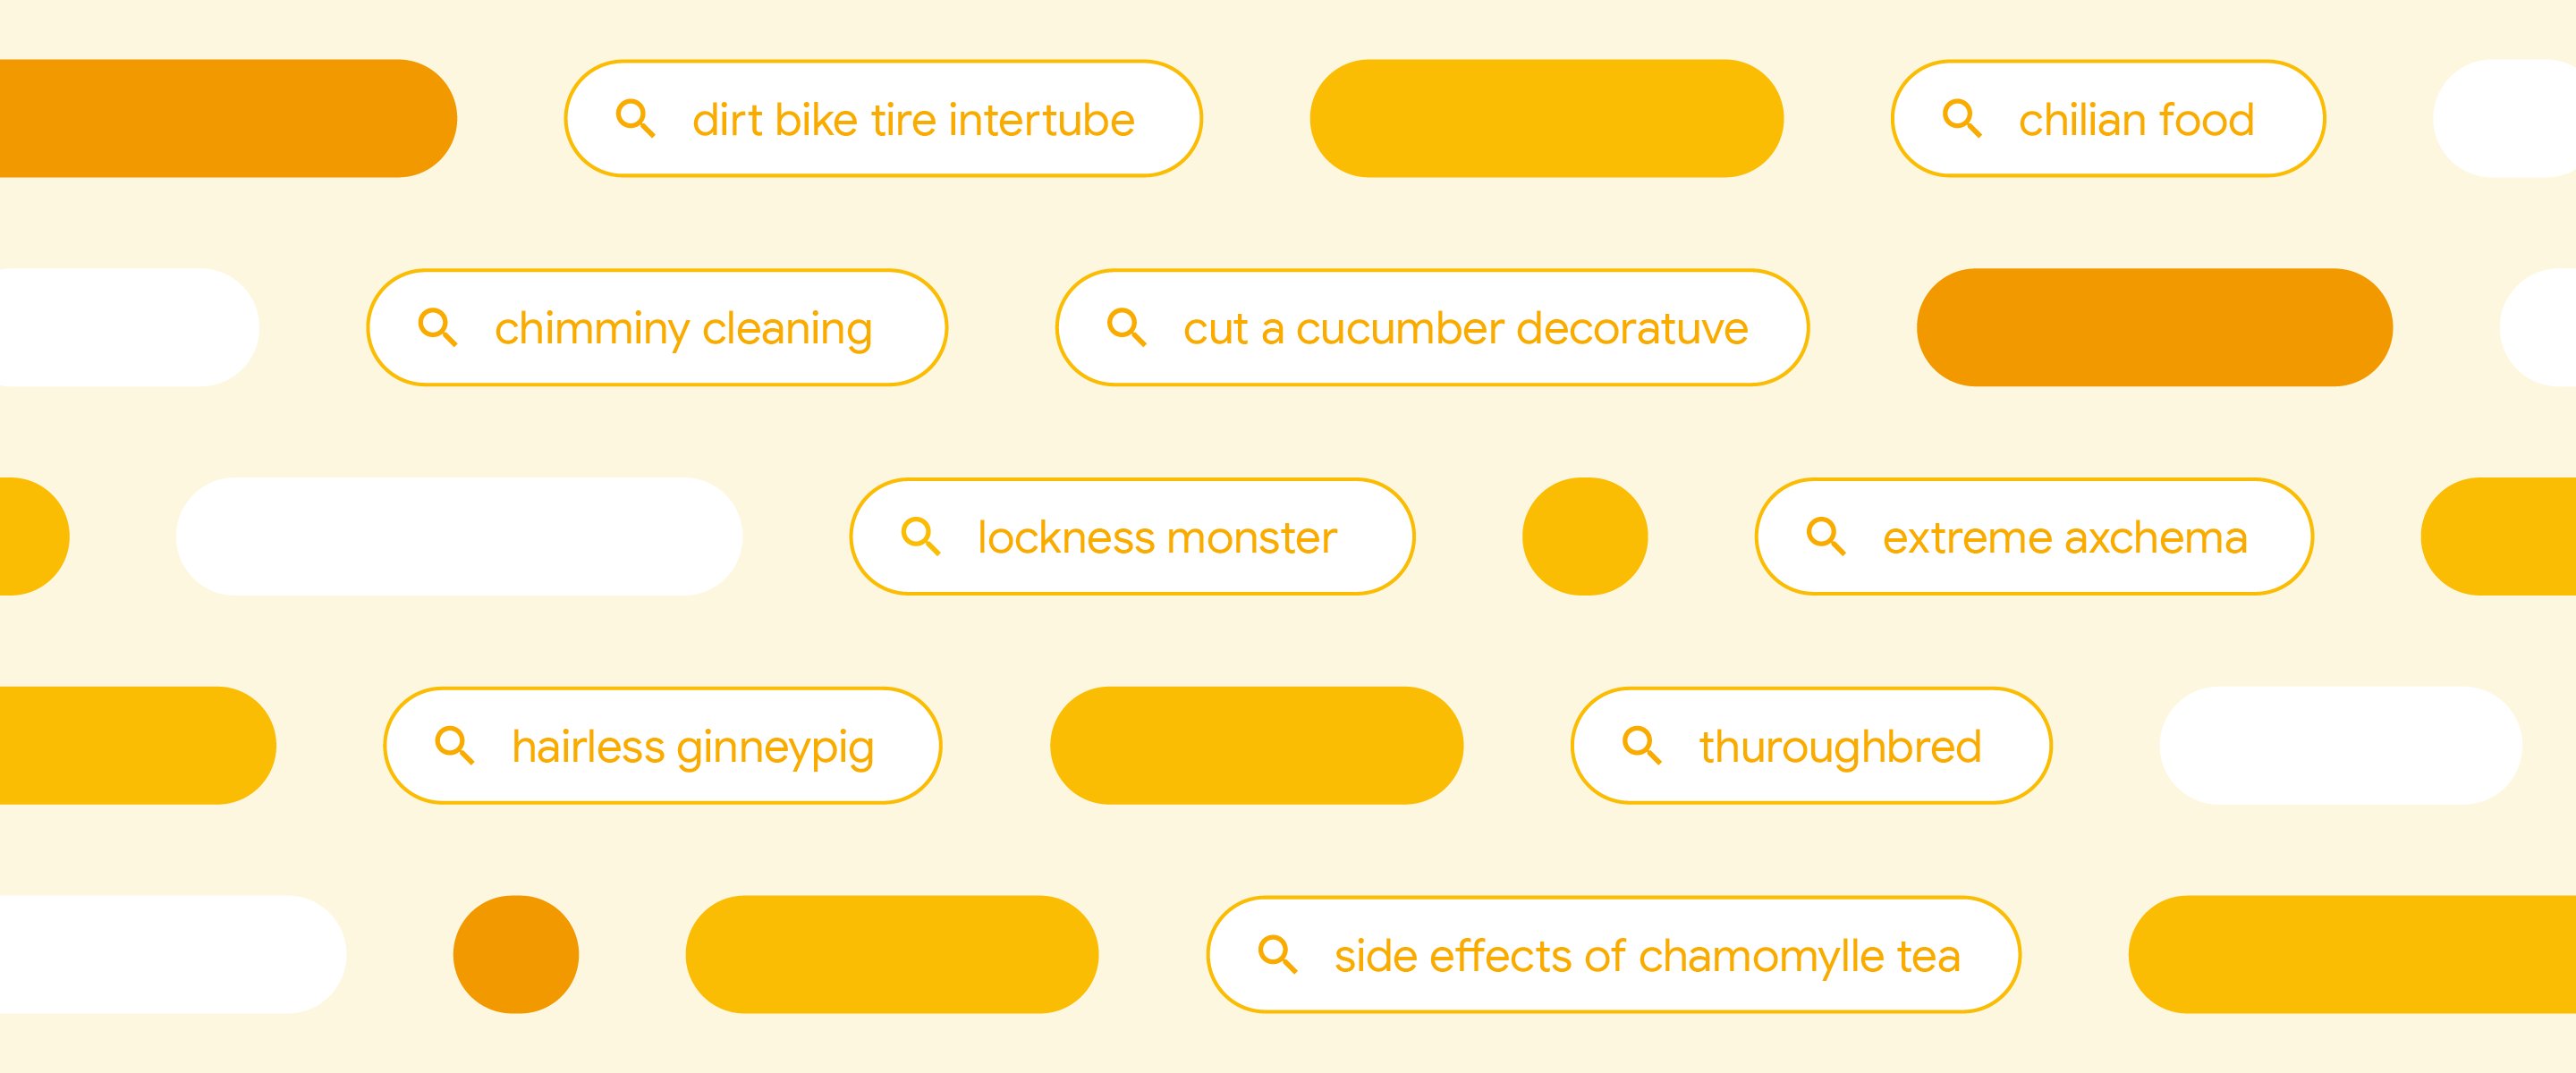 dirt bike tire intertube
chilian food
chimminy cleaning
cut a cucumber decoratuve
lockness monster
extreme axchema
hairless ginneypig
thuroughbred
side effects of chamomylle tea